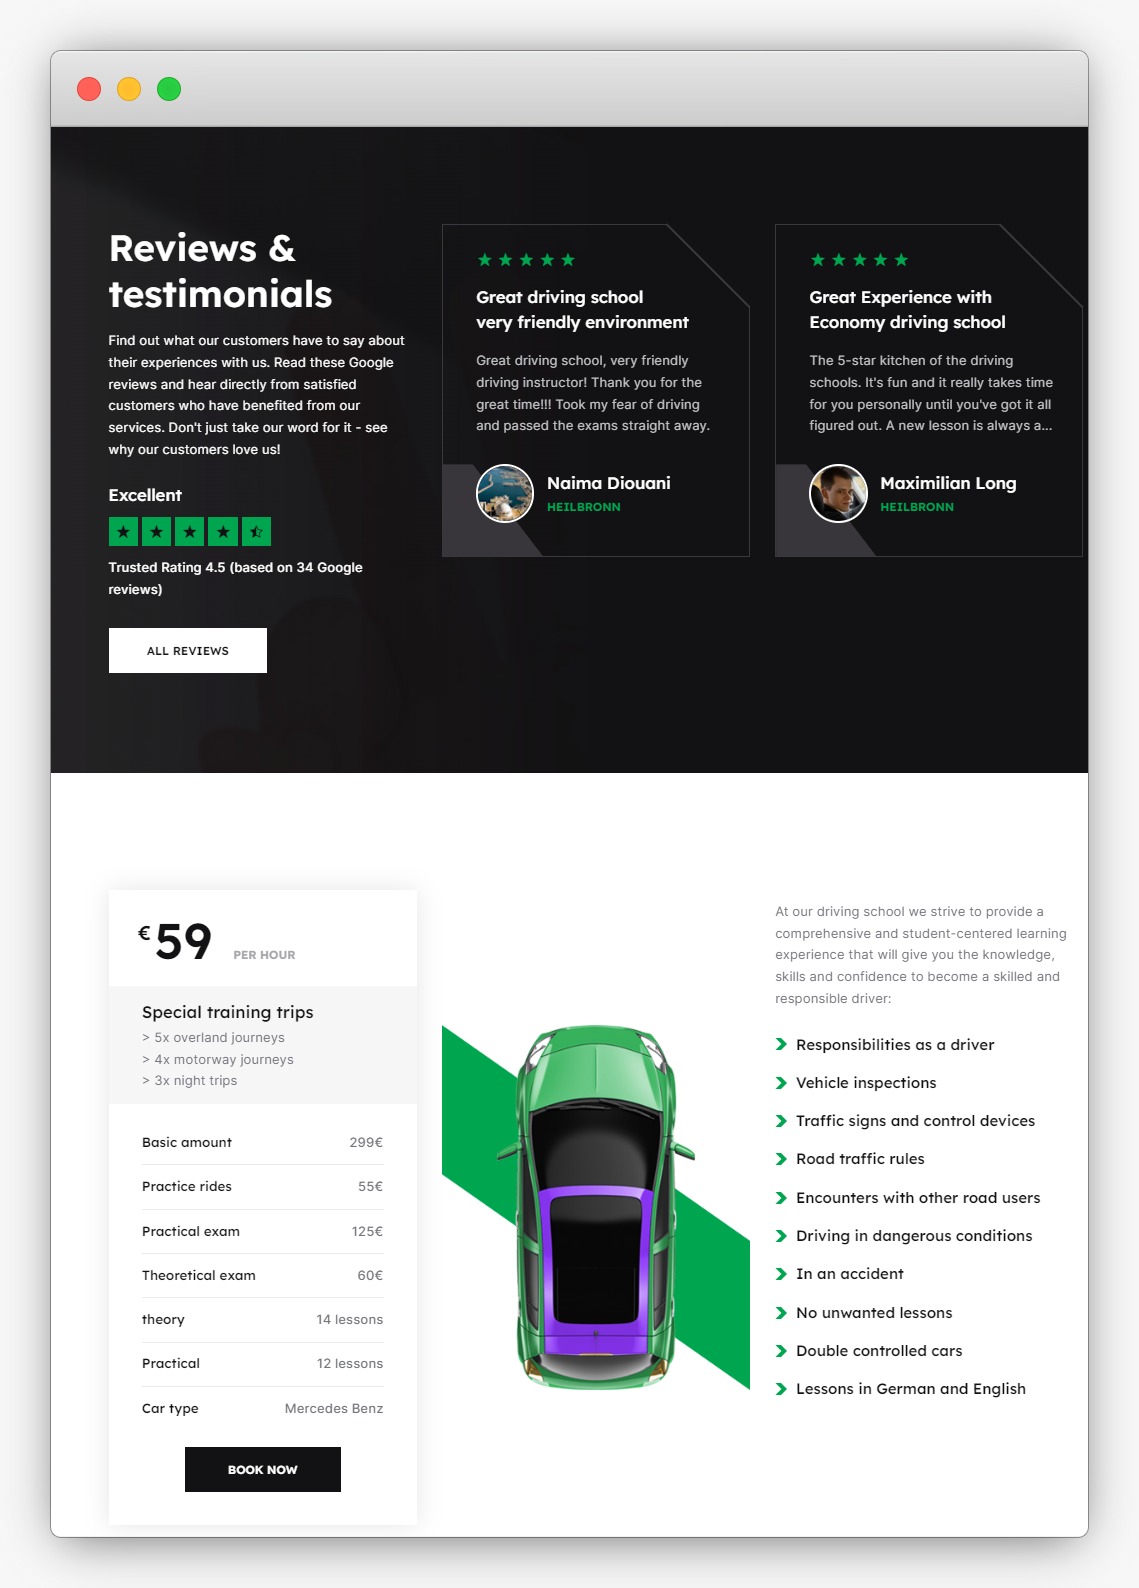 Reviews &
testimonials
Find out what our customers have to say about
their experiences with us. Read these Google
reviews and hear directly from satisfied
customers who have benefited from our
services. Don't just take our word for it - see
why our customers love us!
Excellent
Trusted Rating 4.5 (based on 34 Google
reviews)
ALL REVIEWS
Great driving school
very friendly environment
Great driving school, very friendly
driving instructor! Thank you for the
great time!!! Took my fear of driving
and passed the exams straight away.
Naima Diouani
HEILBRONN
Great Experience with
Economy driving school
The 5-star kitchen of the driving
schools. It's fun and it really takes time
for you personally until you've got it all
figured out. A new lesson is always a...
Maximilian Long
HEILBRONN
€59 PER HOUR
Special training trips
> 5x overland journeys
> 4x motorway journeys
> 3x night trips
Basic amount 299€
Practice rides 55€
Practical exam 125€
Theoretical exam 60€
theory 14 lessons
Practical 12 lessons
Car type Mercedes Benz
BOOK NOW
At our driving school we strive to provide a
comprehensive and student-centered learning
experience that will give you the knowledge,
skills and confidence to become a skilled and
responsible driver:
Responsibilities as a driver
Vehicle inspections
Traffic signs and control devices
Road traffic rules
Encounters with other road users
Driving in dangerous conditions
In an accident
No unwanted lessons
Double controlled cars
Lessons in German and English